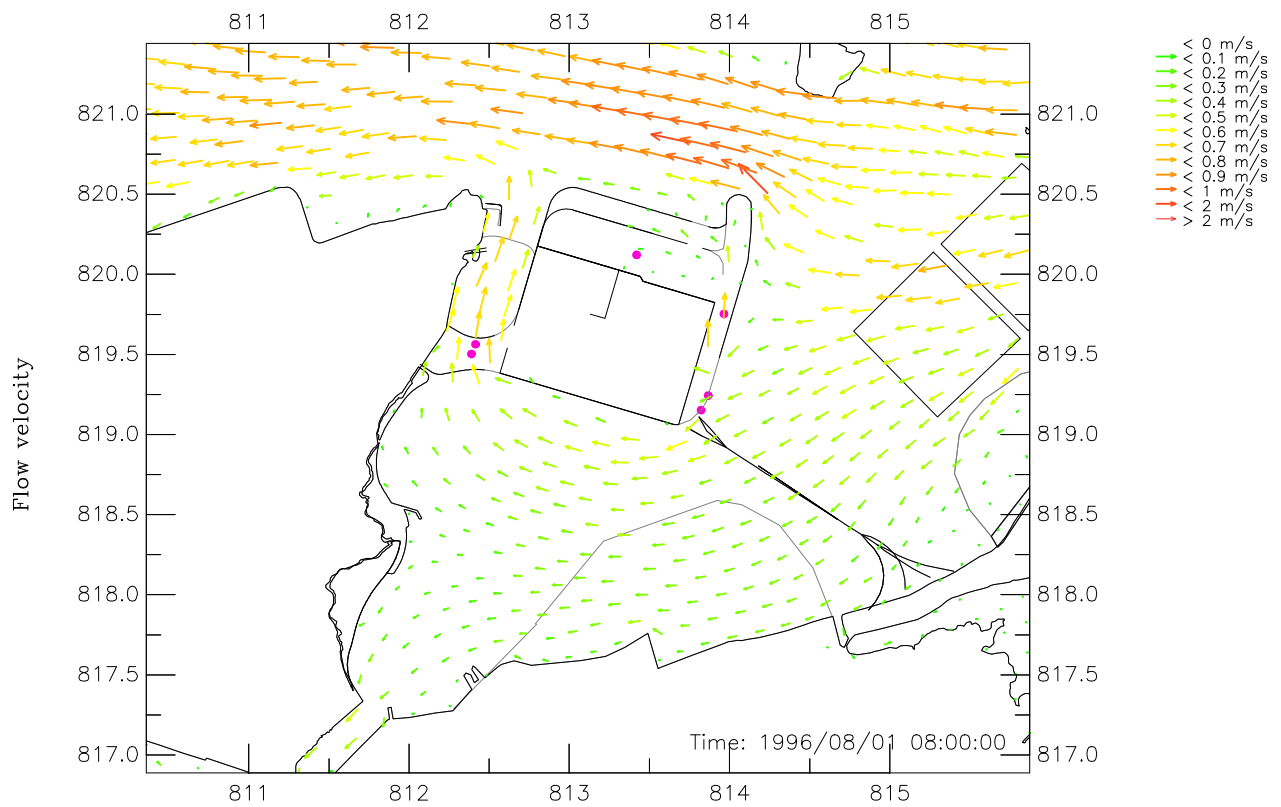 811 812 813 814 815
< 0 m/s
< 0.1 m/s
< 0.2 m/s
< 0.3 m/s
< 0.4 m/s
< 0.5 m/s
< 0.6 m/s
< 0.7 m/s
< 0.8 m/s
< 0.9 m/s
< 1 m/s
< 2 m/s
> 2 m/s
821.0 821.0
820.5 820.5
820.0 820.0
819.5 819.5
819.0 819.0
818.5 818.5
818.0 818.0
817.5 817.5
817.0 817.0
Flow velocity
Time: 1996/08/01 08:00:00
811 812 813 814 815